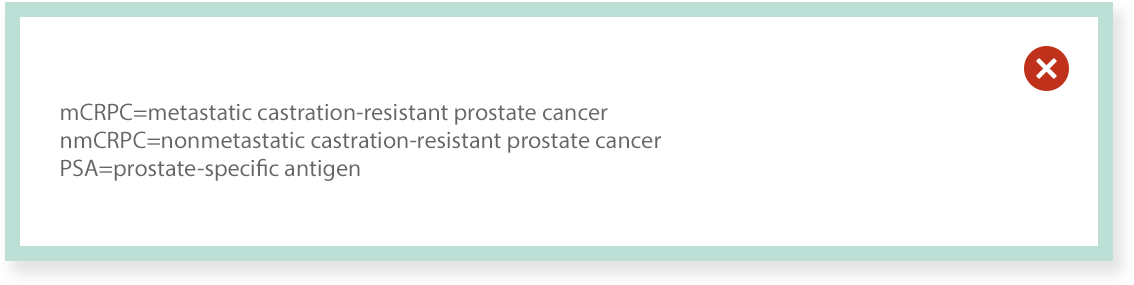 mCRPC=metastatic castration-resistant prostate cancer
nmCRPC=nonmetastatic castration-resistant prostate cancer
PSA=prostate-specific antigen